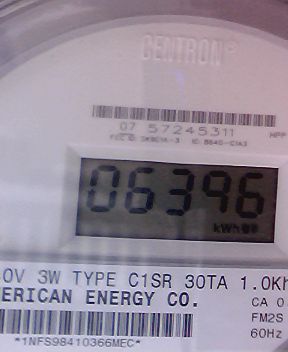 CENTRON®
07 57245311
06396
kWh
0V 3W TYPE C1SR 30TA 1.0Kh
ERICAN ENERGY CO.
CA 0
FM2S
60Hz
*1NFS98410366MEC*